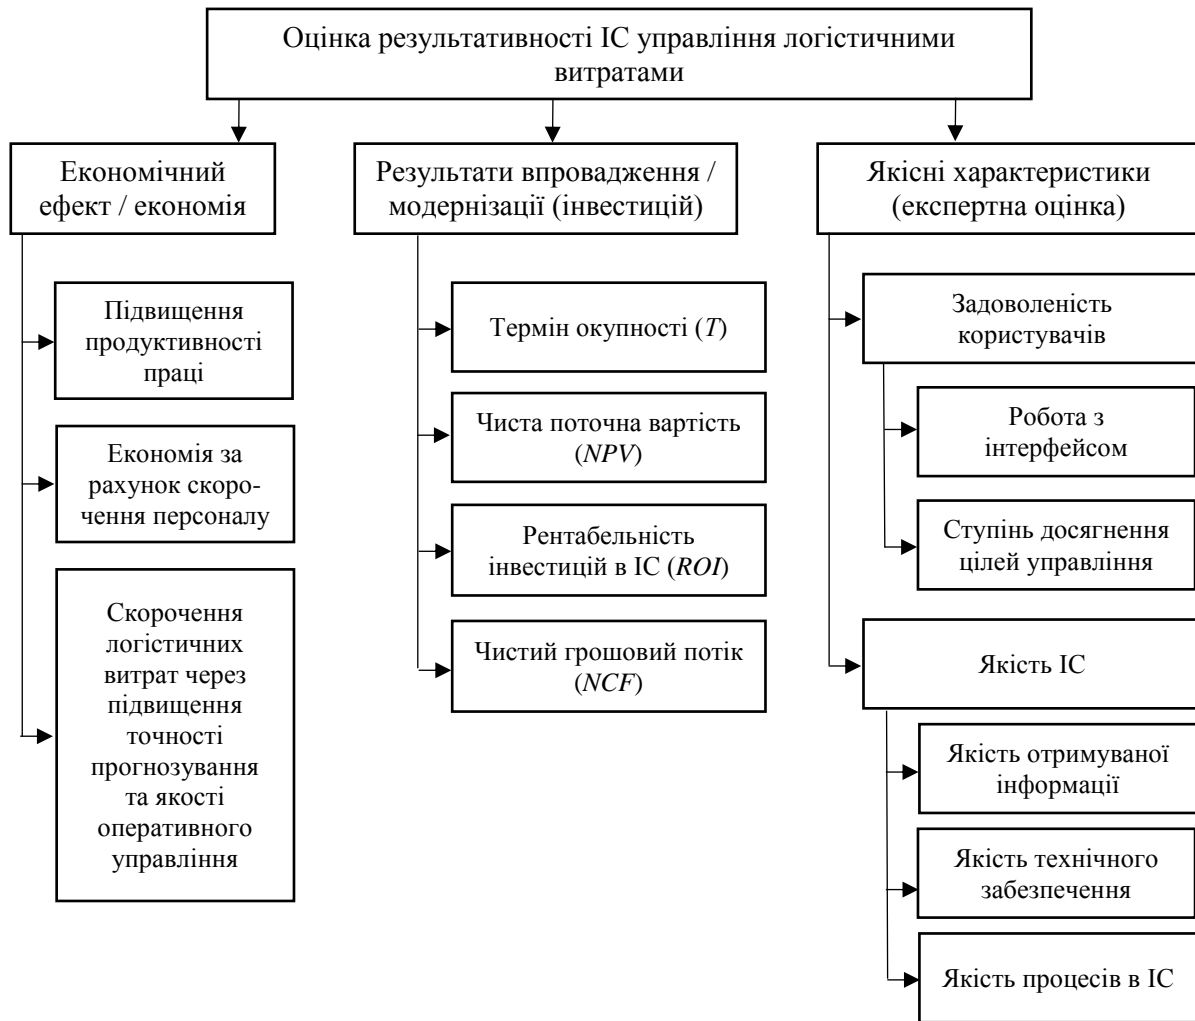 Оцінка результативності ІС управління логістичними
витратами
Економічний
ефект / економія
Підвищення
продуктивності
праці
Економія за
рахунок скоро-
чення персоналу
Скорочення
логістичних
витрат через
підвищення
точності
прогнозування
та якості
оперативного
управління
Результати впровадження /
модернізації (інвестицій)
Термін окупності (T)
Чиста поточна вартість
(NPV)
Рентабельність
інвестицій в ІС (ROI)
Чистий грошовий потік
(NCF)
Якісні характеристики
(експертна оцінка)
Задоволеність
користувачів
Робота з
інтерфейсом
Ступінь досягнення
цілей управління
Якість ІС
Якість отримуваної
інформації
Якість технічного
забезпечення
Якість процесів в ІС